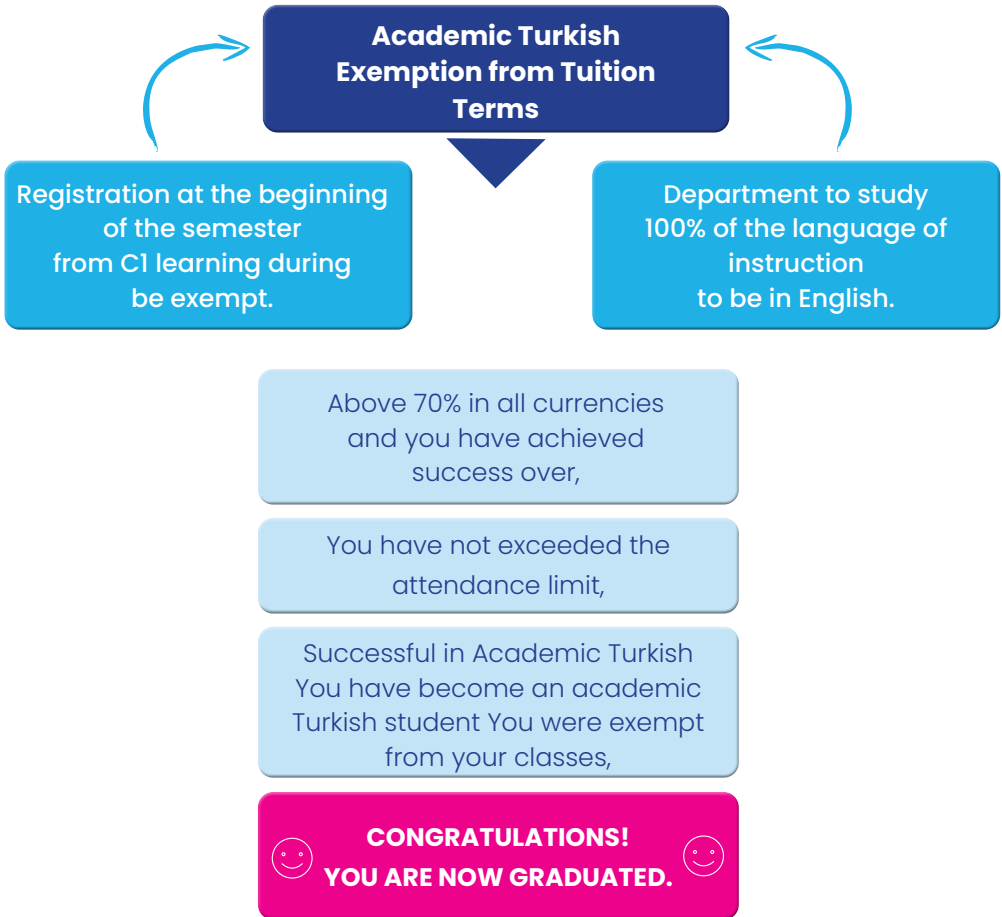 Academic Turkish
Exemption from Tuition
Terms
Registration at the beginning
of the semester
from C1 learning during
be exempt.
Department to study
100% of the language of
instruction
to be in English.
Above 70% in all currencies
and you have achieved
success over,
You have not exceeded the
attendance limit,
Successful in Academic Turkish
You have become an academic
Turkish student You were exempt
from your classes,
CONGRATULATIONS!
YOU ARE NOW GRADUATED.